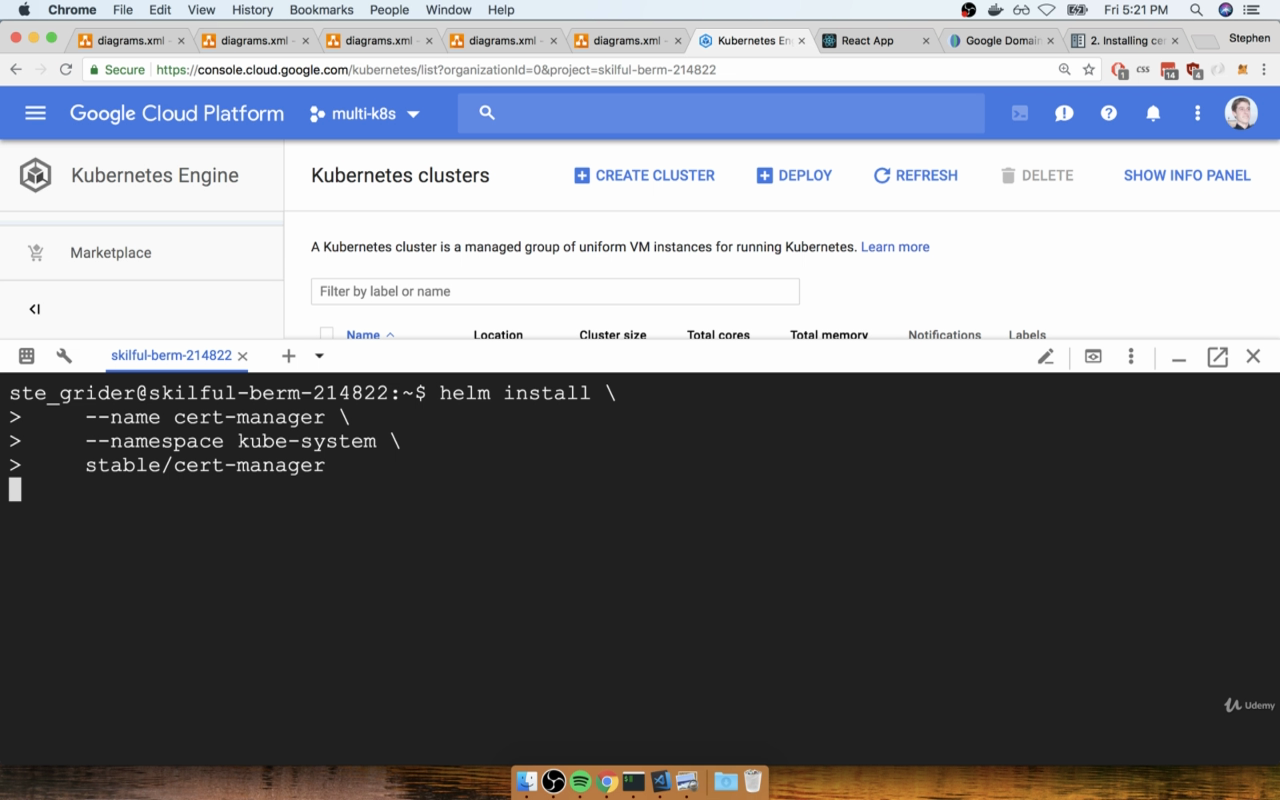 Chrome File Edit View History Bookmarks People Window Help Fri 5:21 PM
diagrams.xml - diagrams.xml - diagrams.xml - diagrams.xml - diagrams.xml - Kubernetes En React App Google Domain 2. Installing cer Stephen
Secure https://console.cloud.google.com/kubernetes/list?organizationId=0&project=skilful-berm-214822 1 CSS 14 4
Google Cloud Platform multi-k8s
Kubernetes Engine Kubernetes clusters CREATE CLUSTER DEPLOY REFRESH DELETE SHOW INFO PANEL
Marketplace A Kubernetes cluster is a managed group of uniform VM instances for running Kubernetes. Learn more
Filter by label or name
Name Location Cluster size Total cores Total memory Notifications Labels
skilful-berm-214822
ste_grider@skilful-berm-214822:~$ helm install \
> --name cert-manager \
> --namespace kube-system \
> stable/cert-manager
Udemy